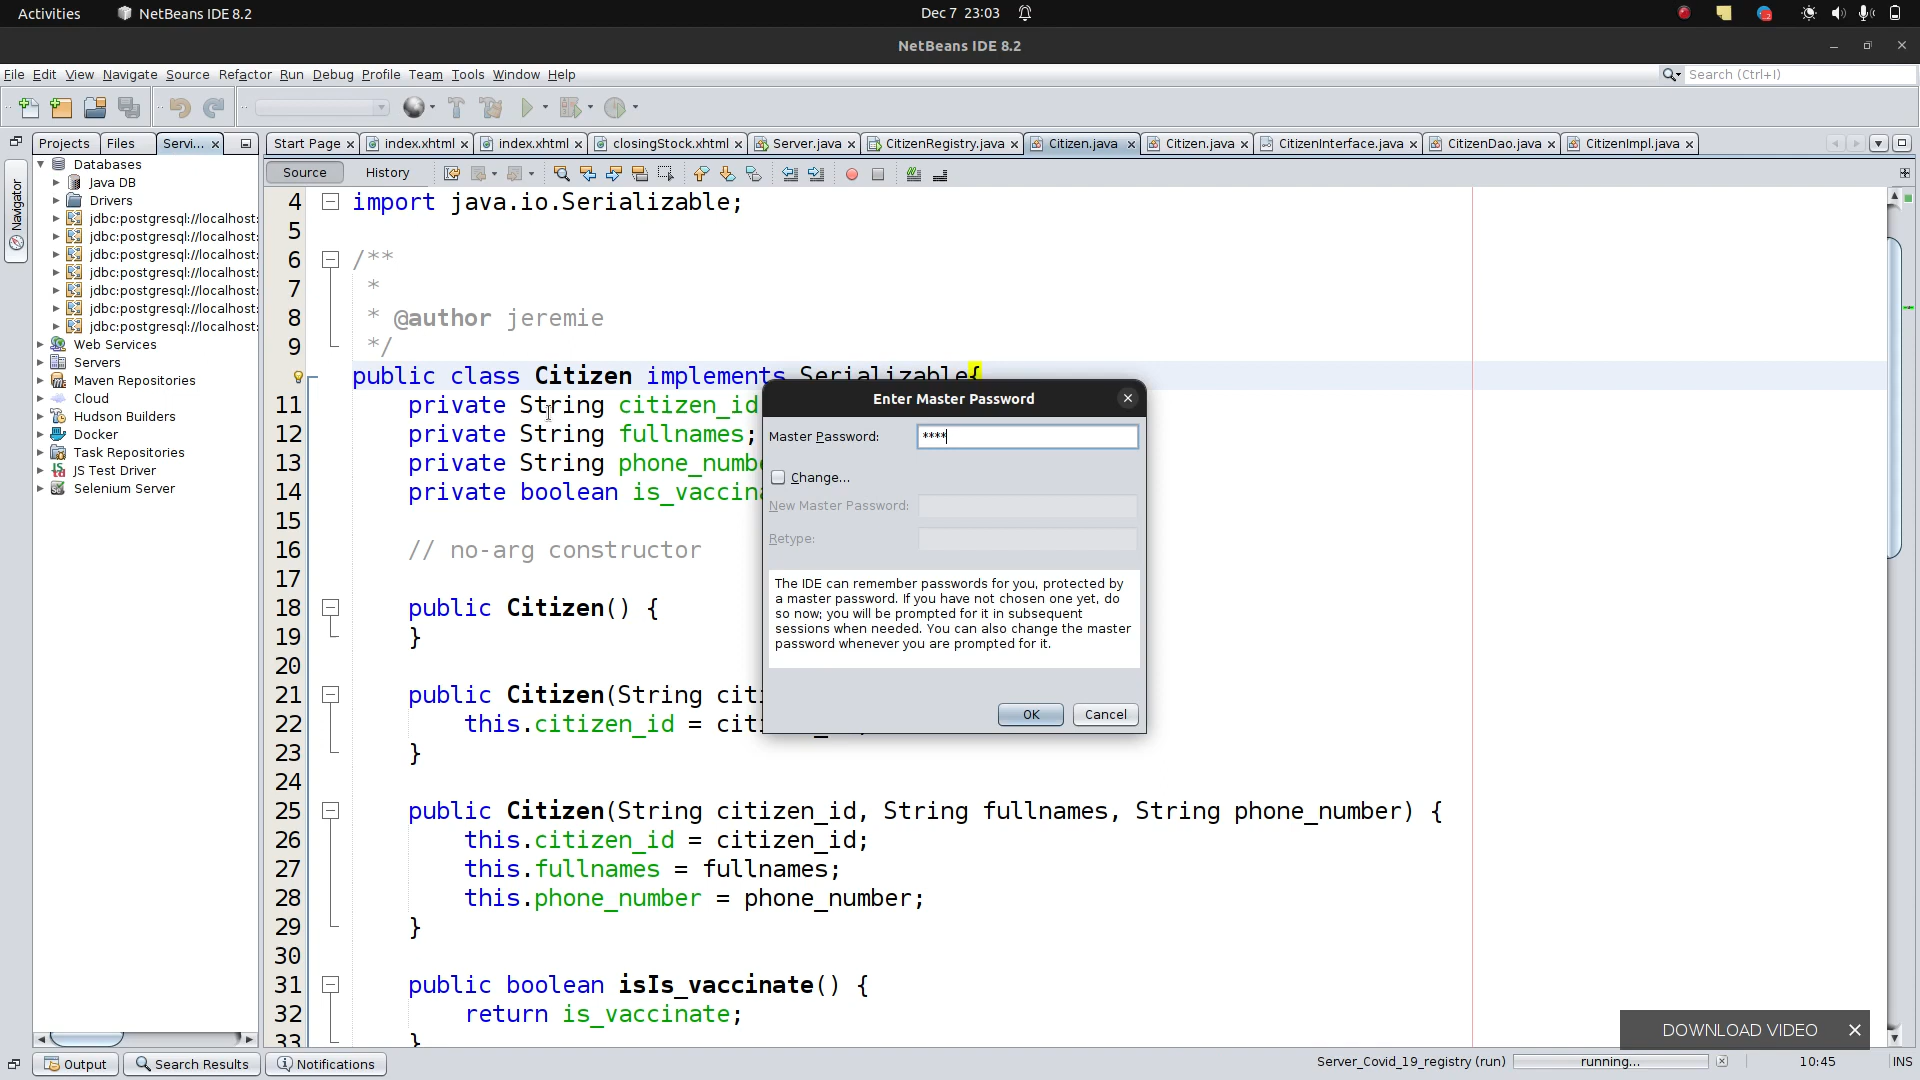 Activities
NetBeans IDE 8.2
Dec 7 23:03
NetBeans IDE 8.2
File Edit View Navigate Source Refactor Run Debug Profile Team Tools Window Help
Search (Ctrl+I)
Projects Files Servi...
Start Page index.xhtml index.xhtml closingStock.xhtml Server.java CitizenRegistry.java Citizen.java Citizen.java CitizenInterface.java CitizenDao.java CitizenImpl.java
Navigator
Source History
Databases
Java DB
Drivers
jdbc:postgresql://localhost:
jdbc:postgresql://localhost:
jdbc:postgresql://localhost:
jdbc:postgresql://localhost:
jdbc:postgresql://localhost:
jdbc:postgresql://localhost:
jdbc:postgresql://localhost:
Web Services
Servers
Maven Repositories
Cloud
Hudson Builders
Docker
Task Repositories
JS Test Driver
Selenium Server
4 import java.io.Serializable;
5
6 /**
7 *
8 * @author jeremie
9 */
public class Citizen implements Serializable{
11 private String citizen_id
12 private String fullnames;
13 private String phone_numbe
14 private boolean is_vaccina
15
16 // no-arg constructor
17
18 public Citizen() {
19 }
20
21 public Citizen(String citi
22 this.citizen_id = citi
23 }
24
25 public Citizen(String citizen_id, String fullnames, String phone_number) {
26 this.citizen_id = citizen_id;
27 this.fullnames = fullnames;
28 this.phone_number = phone_number;
29 }
30
31 public boolean isIs_vaccinate() {
32 return is_vaccinate;
33 }
Enter Master Password
Master Password: ****
Change...
New Master Password:
Retype:
The IDE can remember passwords for you, protected by
a master password. If you have not chosen one yet, do
so now; you will be prompted for it in subsequent
sessions when needed. You can also change the master
password whenever you are prompted for it.
OK Cancel
DOWNLOAD VIDEO
Output Search Results Notifications
Server_Covid_19_registry (run) running... 10:45 INS